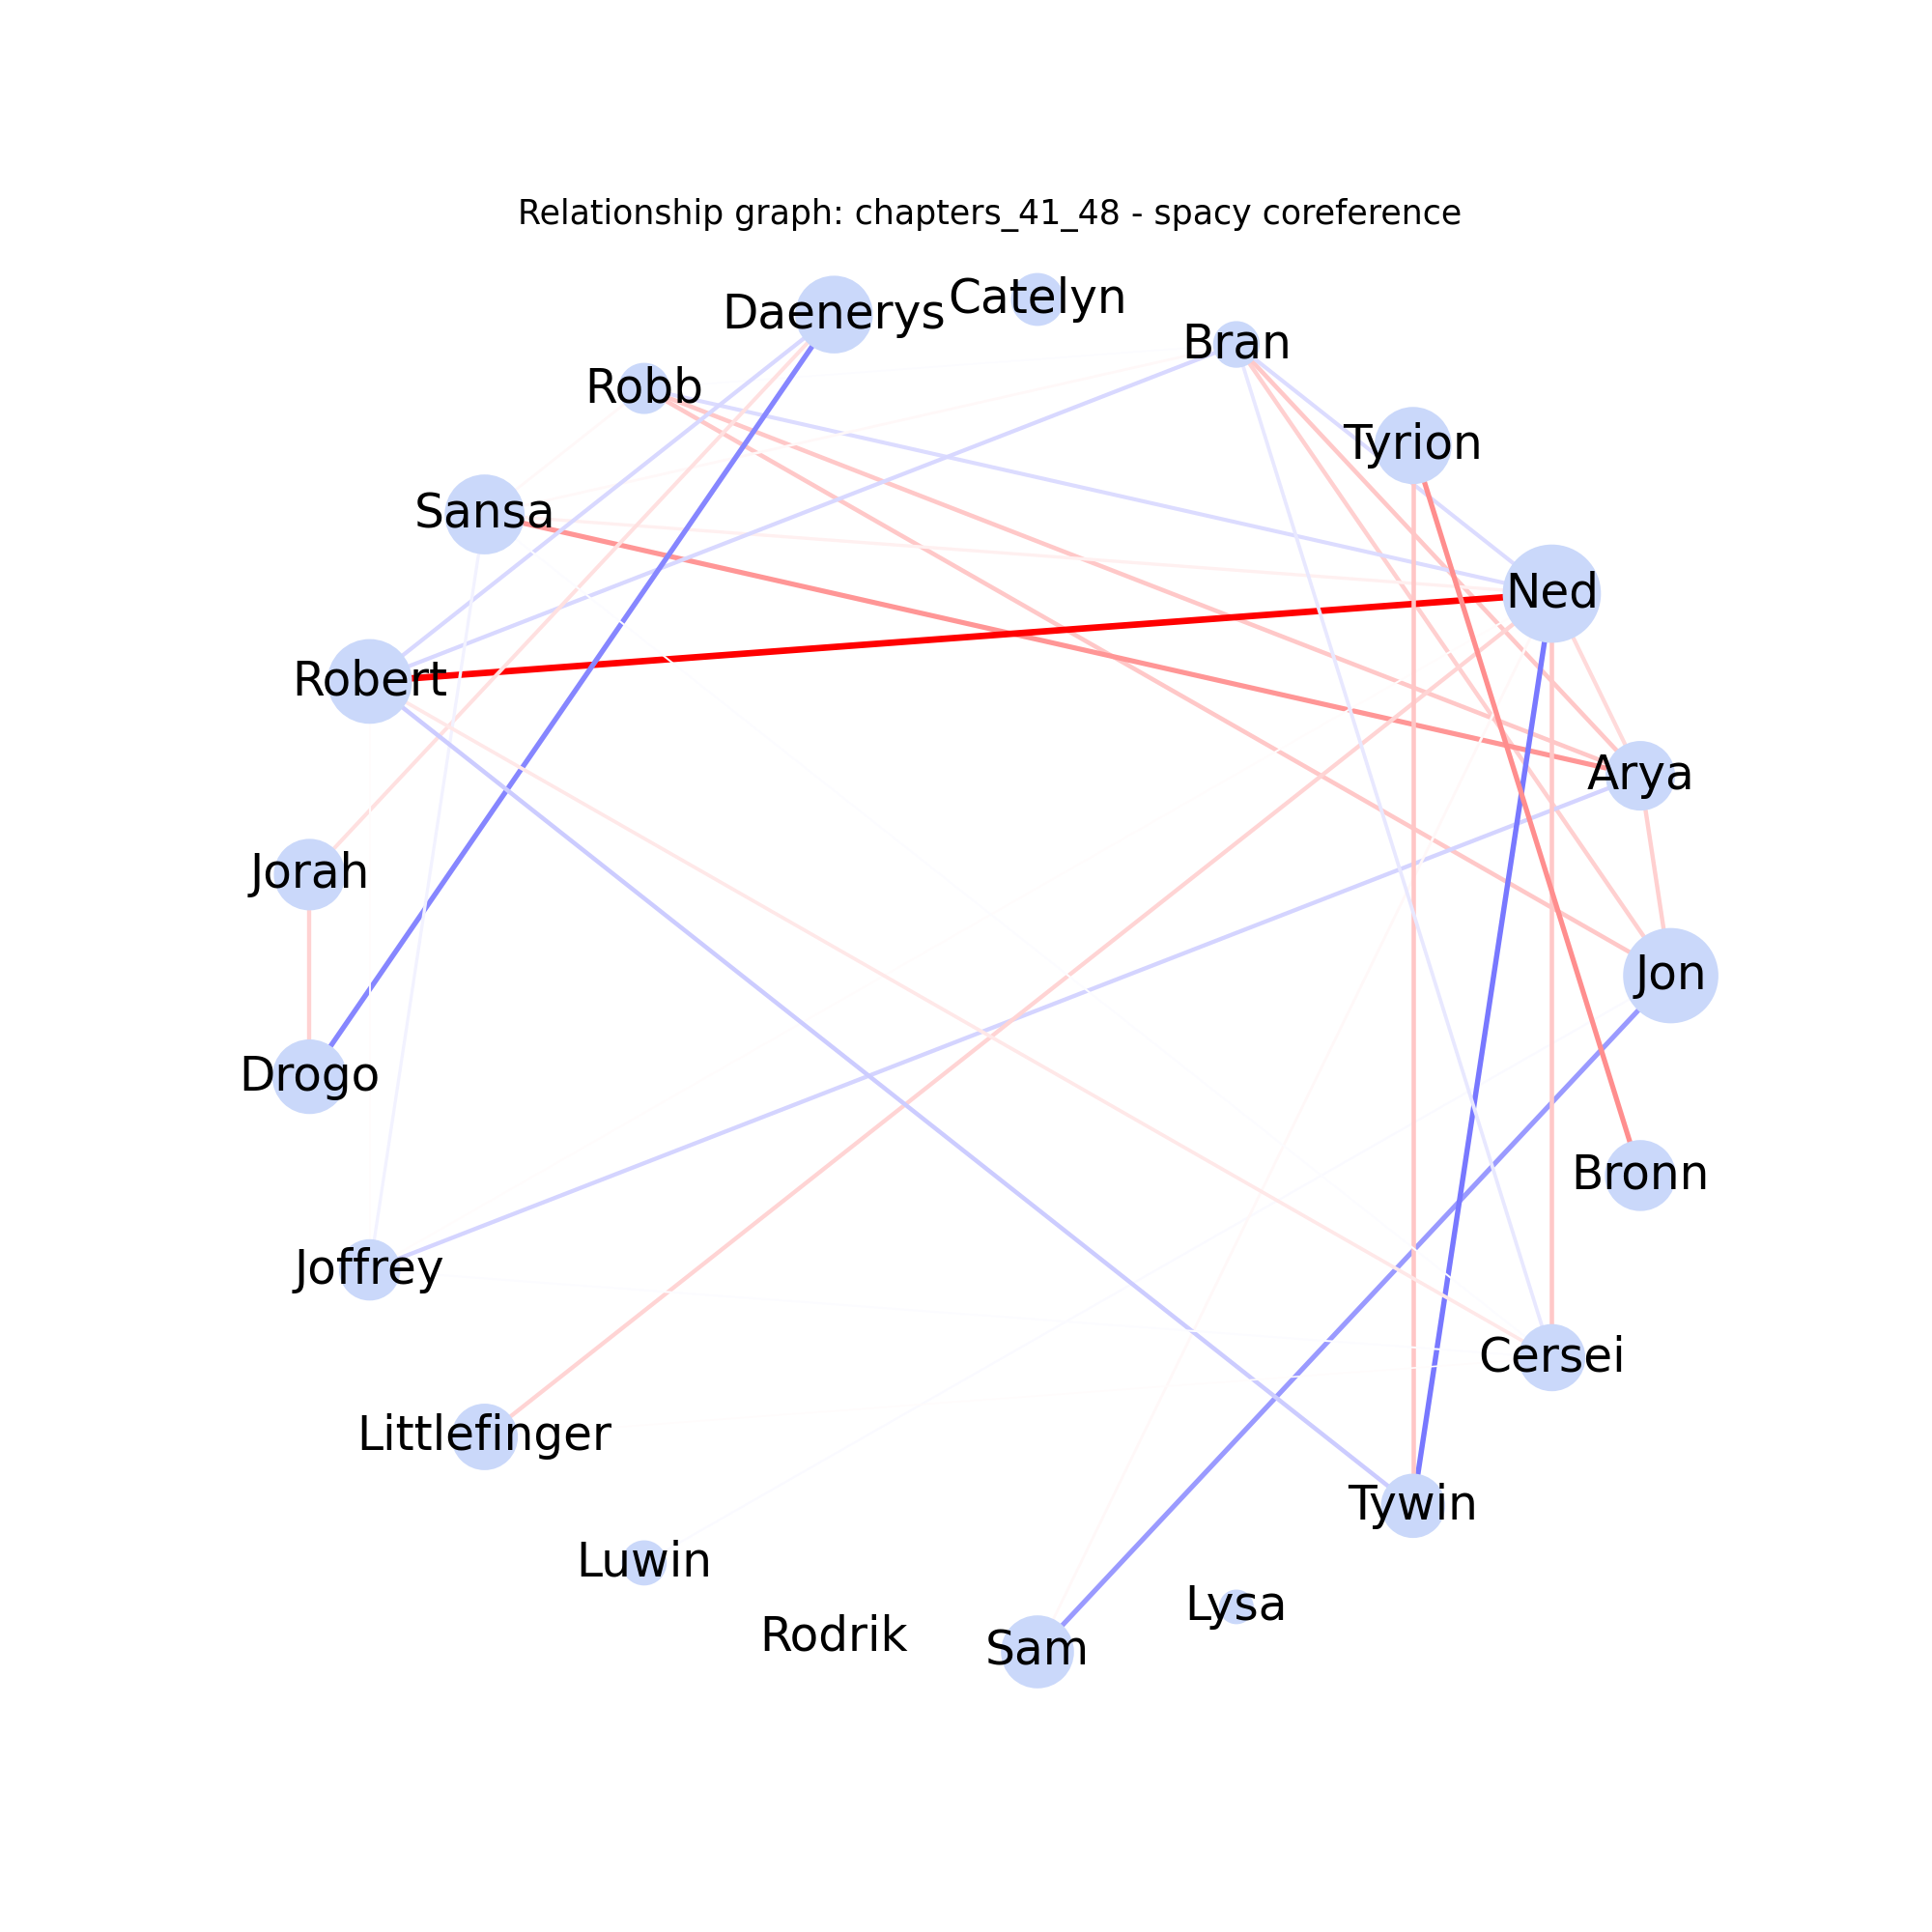 Relationship graph: chapters_41_48 - spacy coreference
Catelyn
Daenerys
Bran
Robb
Tyrion
Sansa
Ned
Robert
Arya
Jorah
Jon
Drogo
Bronn
Joffrey
Cersei
Littlefinger
Tywin
Luwin
Lysa
Rodrik
Sam